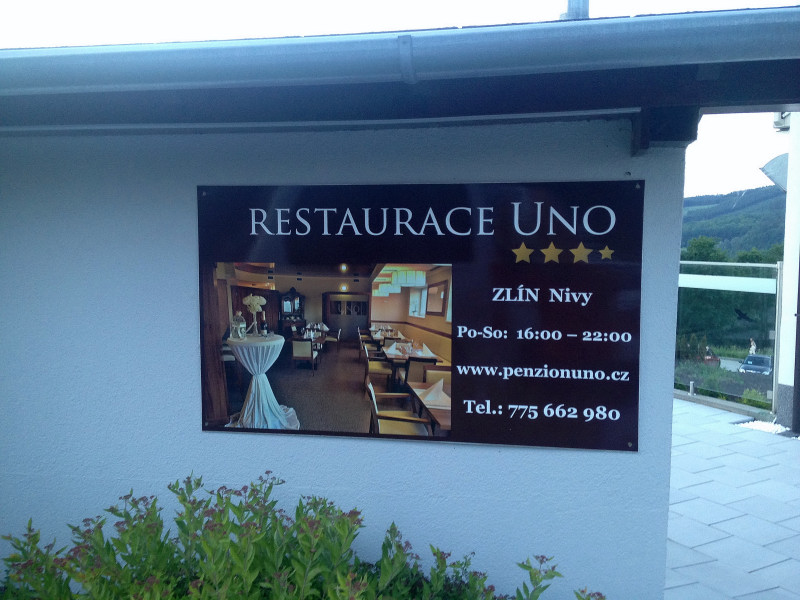 RESTAURACE UNO
ZLÍN Nivy
Po-So: 16:00 – 22:00
www.penzionuno.cz
Tel.: 775 662 980